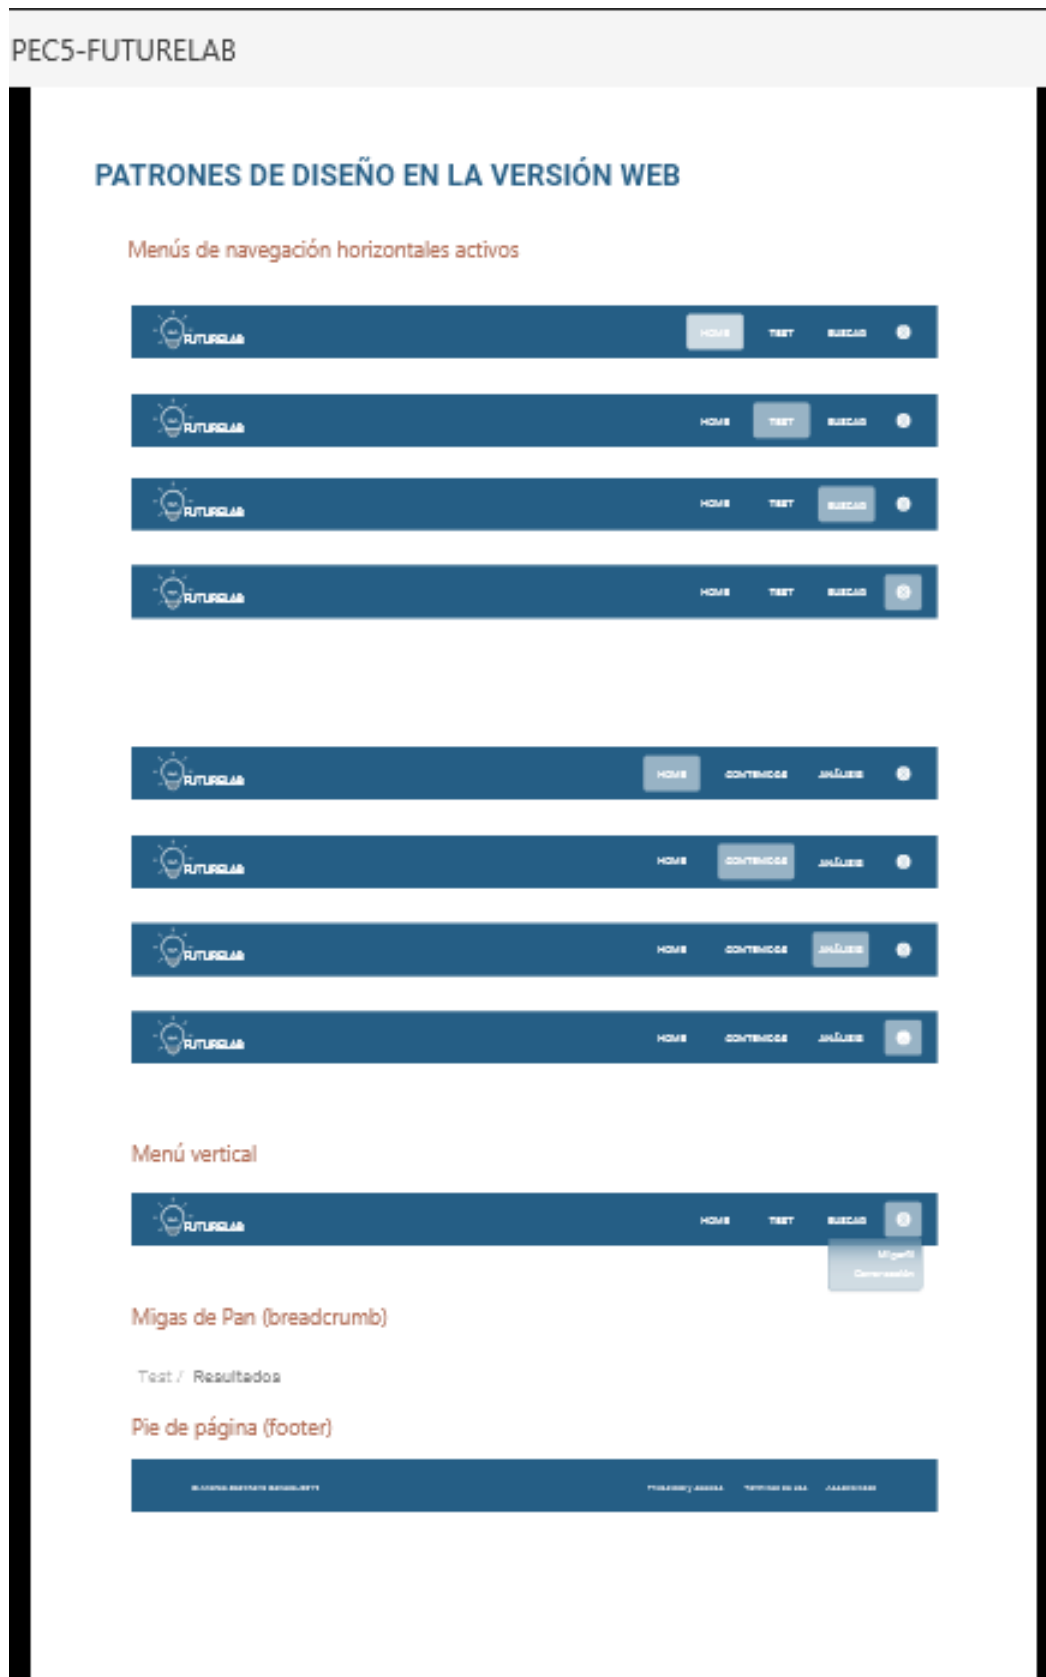 PEC5-FUTURELAB
PATRONES DE DISEÑO EN LA VERSIÓN WEB
Menús de navegación horizontales activos
FUTURELAB HOME TEST BUSCAR
FUTURELAB HOME TEST BUSCAR
FUTURELAB HOME TEST BUSCAR
FUTURELAB HOME TEST BUSCAR
FUTURELAB HOME CONTENIDOS ANÁLISIS
FUTURELAB HOME CONTENIDOS ANÁLISIS
FUTURELAB HOME CONTENIDOS ANÁLISIS
FUTURELAB HOME CONTENIDOS ANÁLISIS
Menú vertical
FUTURELAB HOME TEST BUSCAR
Mi perfil
Migas de Pan (breadcrumb)
Test / Resultados
Pie de página (footer)